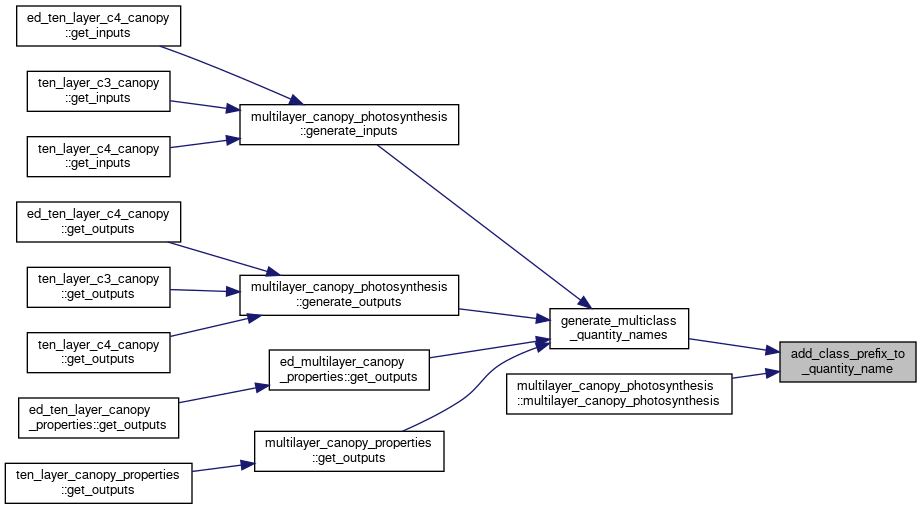 ed_ten_layer_c4_canopy
::get_inputs
ten_layer_c3_canopy
::get_inputs
ten_layer_c4_canopy
::get_inputs
multilayer_canopy_photosynthesis
::generate_inputs
ed_ten_layer_c4_canopy
::get_outputs
ten_layer_c3_canopy
::get_outputs
ten_layer_c4_canopy
::get_outputs
multilayer_canopy_photosynthesis
::generate_outputs
ed_multilayer_canopy
_properties::get_outputs
ed_ten_layer_canopy
_properties::get_outputs
multilayer_canopy_properties
::get_outputs
ten_layer_canopy_properties
::get_outputs
generate_multiclass
_quantity_names
multilayer_canopy_photosynthesis
::multilayer_canopy_photosynthesis
add_class_prefix_to
_quantity_name